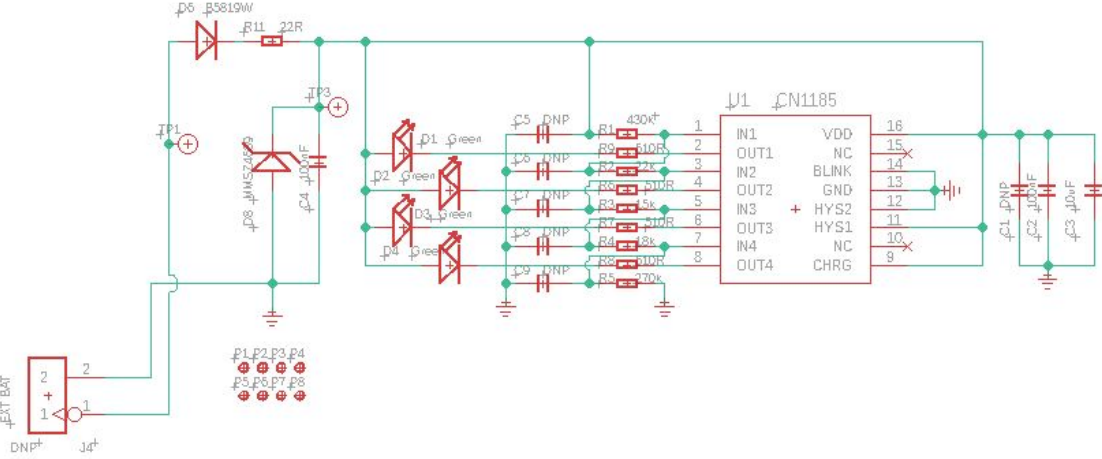 D6 B5819W
R11 22R
TP3
TP1
D8 MMSZ4689
C4 100nF
D1 Green
D2 Green
D3 Green
D4 Green
C5 DNP
C6 DNP
C7 DNP
C8 DNP
C9 DNP
R1 430k
R9 510R
R2 22k
R6 510R
R3 15k
R7 510R
R4 18k
R8 510R
R5 270k
U1 CN1185
1 IN1 VDD 16
2 OUT1 NC 15
3 IN2 BLINK 14
4 OUT2 GND 13
5 IN3 HYS2 12
6 OUT3 HYS1 11
7 IN4 NC 10
8 OUT4 CHRG 9
C1 DNP
C2 100nF
C3 10uF
P1 P2 P3 P4
P5 P6 P7 P8
EXT BAT
2 2
1 1
DNP J4